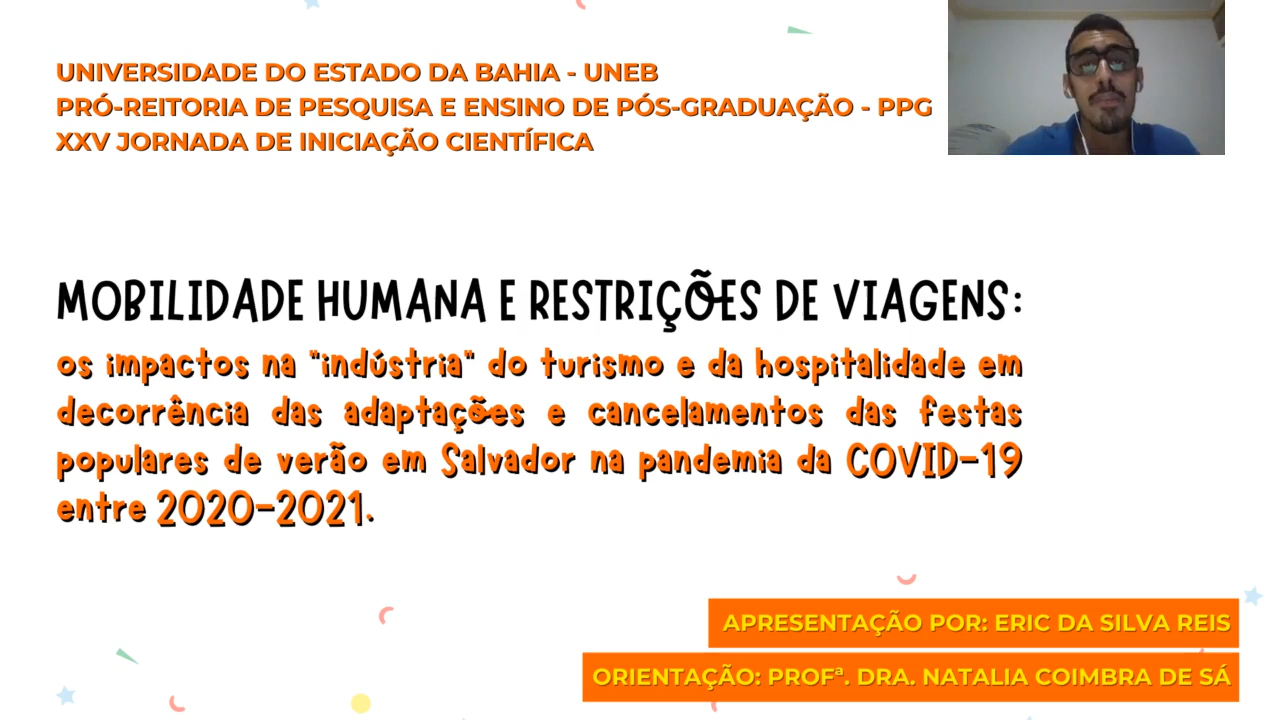 UNIVERSIDADE DO ESTADO DA BAHIA - UNEB
PRÓ-REITORIA DE PESQUISA E ENSINO DE PÓS-GRADUAÇÃO - PPG
XXV JORNADA DE INICIAÇÃO CIENTÍFICA
MOBILIDADE HUMANA E RESTRIÇÕES DE VIAGENS:
os impactos na "indústria" do turismo e da hospitalidade em
decorrência das adaptações e cancelamentos das festas
populares de verão em Salvador na pandemia da COVID-19
entre 2020-2021.
APRESENTAÇÃO POR: ERIC DA SILVA REIS
ORIENTAÇÃO: PROFª. DRA. NATALIA COIMBRA DE SÁ